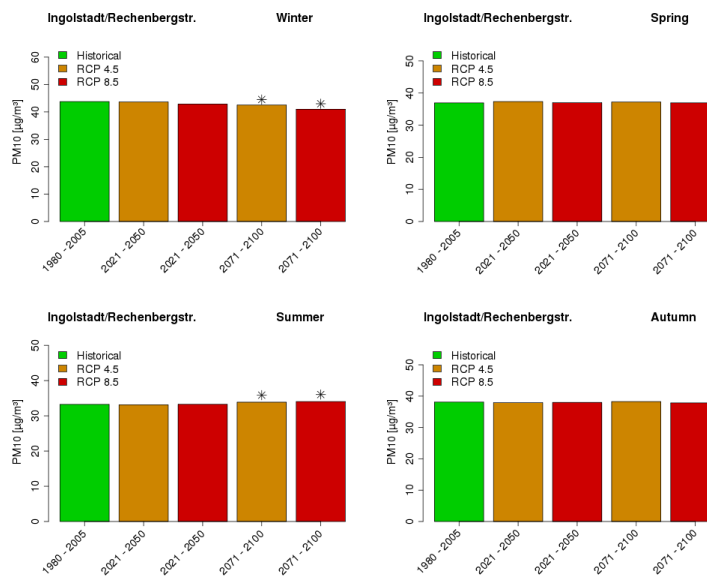 Ingolstadt/Rechenbergstr. Winter
PM10 [µg/m³]
60
50
40
30
20
10
0
Historical
RCP 4.5
RCP 8.5
* *
1980 - 2005
2021 - 2050
2021 - 2050
2071 - 2100
2071 - 2100
Ingolstadt/Rechenbergstr. Spring
PM10 [µg/m³]
50
40
30
20
10
0
Historical
RCP 4.5
RCP 8.5
1980 - 2005
2021 - 2050
2021 - 2050
2071 - 2100
2071 - 2100
Ingolstadt/Rechenbergstr. Summer
PM10 [µg/m³]
50
40
30
20
10
0
Historical
RCP 4.5
RCP 8.5
* *
1980 - 2005
2021 - 2050
2021 - 2050
2071 - 2100
2071 - 2100
Ingolstadt/Rechenbergstr. Autumn
PM10 [µg/m³]
50
40
30
20
10
0
Historical
RCP 4.5
RCP 8.5
1980 - 2005
2021 - 2050
2021 - 2050
2071 - 2100
2071 - 2100